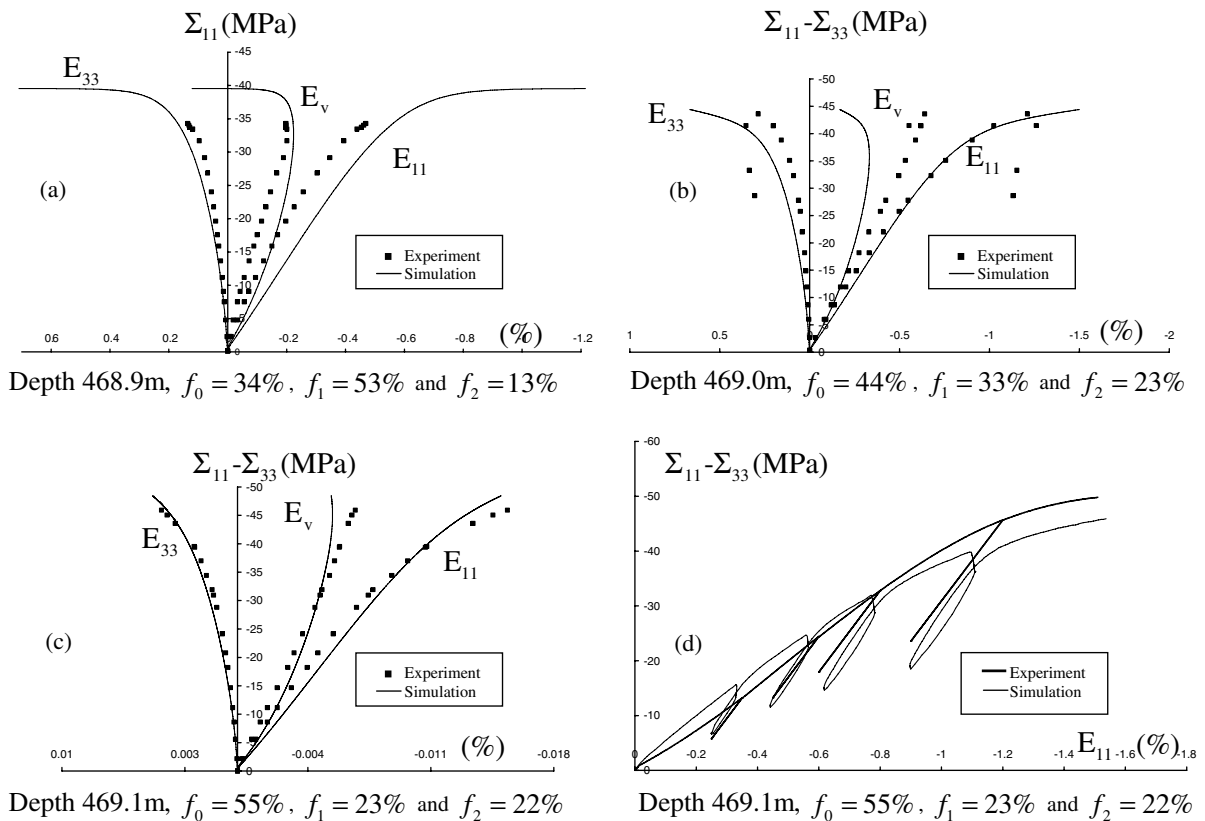 Σ11 (MPa)
-45
-40
-35
-30
-25
-20
-15
-10
-5
0
E33
Ev
E11
(a)
Experiment
Simulation
(%)
0.6 0.4 0.2 0 -0.2 -0.4 -0.6 -0.8 -1 -1.2
Depth 468.9m, f0 = 34% , f1 = 53% and f2 = 13%
Σ11-Σ33 (MPa)
-50
-45
-40
-35
-30
-25
-20
-15
-10
-5
0
E33
Ev
E11
(b)
Experiment
Simulation
(%)
1 0.5 0 -0.5 -1 -1.5 -2
Depth 469.0m, f0 = 44% , f1 = 33% and f2 = 23%
Σ11-Σ33 (MPa)
-50
-45
-40
-35
-30
-25
-20
-15
-10
-5
0
E33
Ev
E11
(c)
Experiment
Simulation
(%)
0.01 0.003 -0.004 -0.011 -0.018
Depth 469.1m, f0 = 55% , f1 = 23% and f2 = 22%
Σ11-Σ33 (MPa)
-60
-50
-40
-30
-20
-10
0
(d)
Experiment
Simulation
E11 (%)
0 -0.2 -0.4 -0.6 -0.8 -1 -1.2 -1.4 -1.6 -1.8
Depth 469.1m, f0 = 55% , f1 = 23% and f2 = 22%